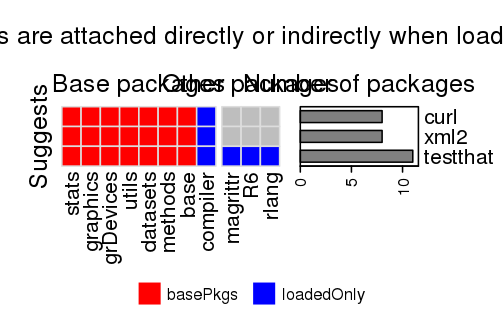 s are attached directly or indirectly when load
Base packages Other packages Number of packages
Suggests
curl
xml2
testthat
0 5 10
stats
graphics
grDevices
utils
datasets
methods
base
compiler
magrittr
R6
rlang
basePkgs loadedOnly